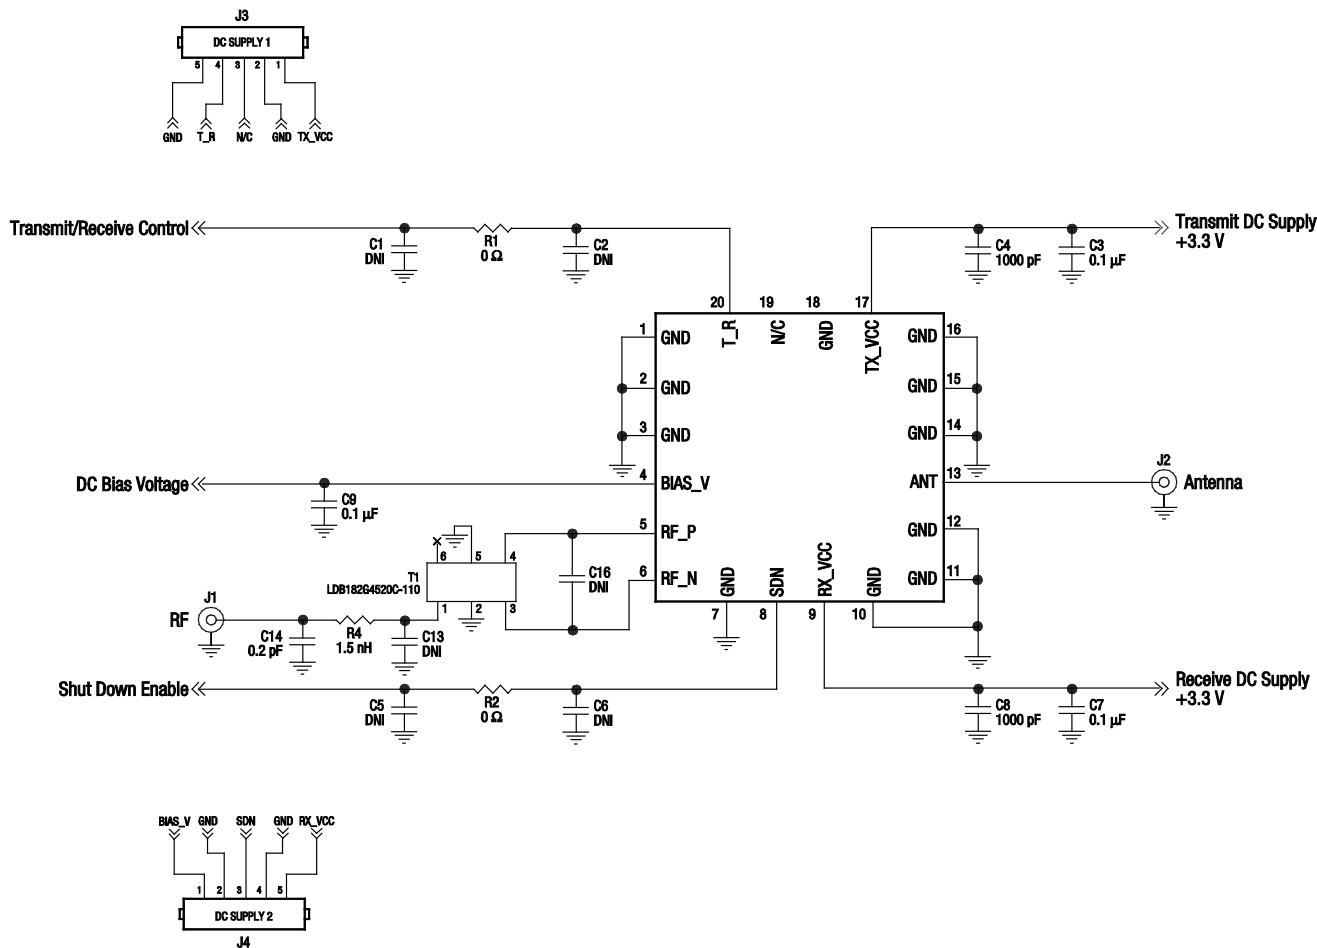 J3
DC SUPPLY 1
5 4 3 2 1
GND T_R N/C GND TX_VCC
Transmit/Receive Control
C1
DNI
R1
0 Ω
C2
DNI
C4
1000 pF
C3
0.1 µF
Transmit DC Supply
+3.3 V
20 19 18 17
T_R N/C GND TX_VCC
1 GND
2 GND
3 GND
4 BIAS_V
5 RF_P
6 RF_N
GND 16
GND 15
GND 14
ANT 13
GND 12
GND 11
GND SDN RX_VCC GND
7 8 9 10
J2
Antenna
DC Bias Voltage
C9
0.1 µF
6 5 4
T1
LDB182G4520C-110
1 2 3
C16
DNI
RF
J1
C14
0.2 pF
R4
1.5 nH
C13
DNI
Shut Down Enable
C5
DNI
R2
0 Ω
C6
DNI
C8
1000 pF
C7
0.1 µF
Receive DC Supply
+3.3 V
BIAS_V GND SDN GND RX_VCC
1 2 3 4 5
DC SUPPLY 2
J4